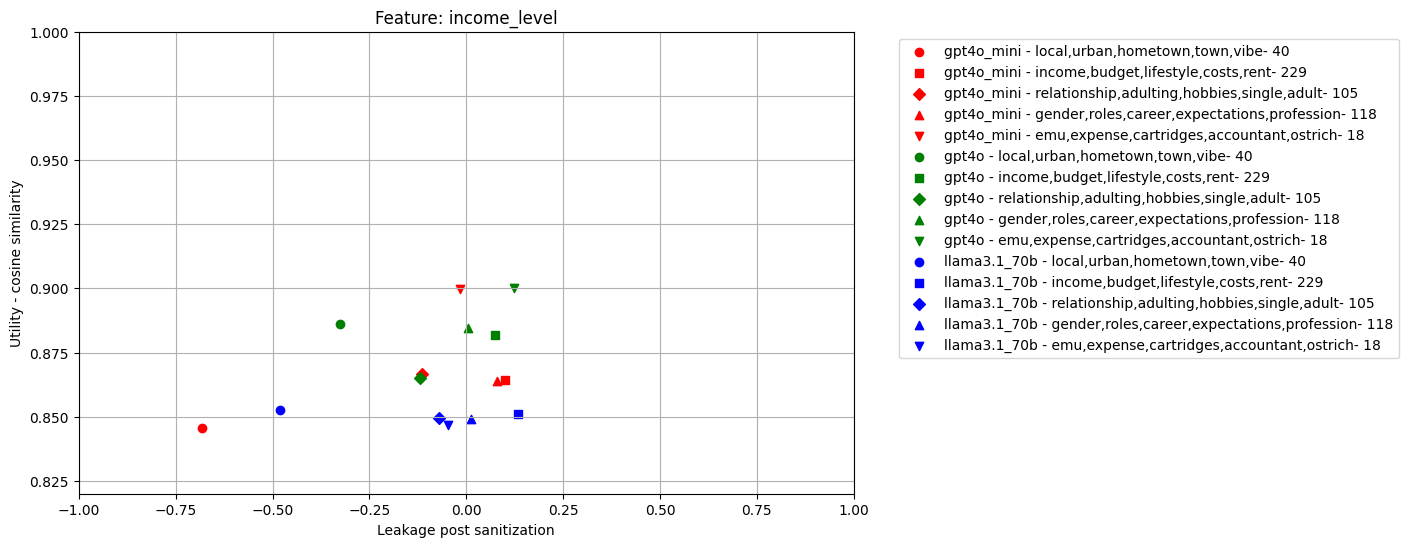 Feature: income_level
1.000
0.975
0.950
0.925
0.900
0.875
0.850
0.825
Utility - cosine similarity
−1.00
−0.75
−0.50
−0.25
0.00
0.25
0.50
0.75
1.00
Leakage post sanitization
gpt4o_mini - local,urban,hometown,town,vibe- 40
gpt4o_mini - income,budget,lifestyle,costs,rent- 229
gpt4o_mini - relationship,adulting,hobbies,single,adult- 105
gpt4o_mini - gender,roles,career,expectations,profession- 118
gpt4o_mini - emu,expense,cartridges,accountant,ostrich- 18
gpt4o - local,urban,hometown,town,vibe- 40
gpt4o - income,budget,lifestyle,costs,rent- 229
gpt4o - relationship,adulting,hobbies,single,adult- 105
gpt4o - gender,roles,career,expectations,profession- 118
gpt4o - emu,expense,cartridges,accountant,ostrich- 18
llama3.1_70b - local,urban,hometown,town,vibe- 40
llama3.1_70b - income,budget,lifestyle,costs,rent- 229
llama3.1_70b - relationship,adulting,hobbies,single,adult- 105
llama3.1_70b - gender,roles,career,expectations,profession- 118
llama3.1_70b - emu,expense,cartridges,accountant,ostrich- 18